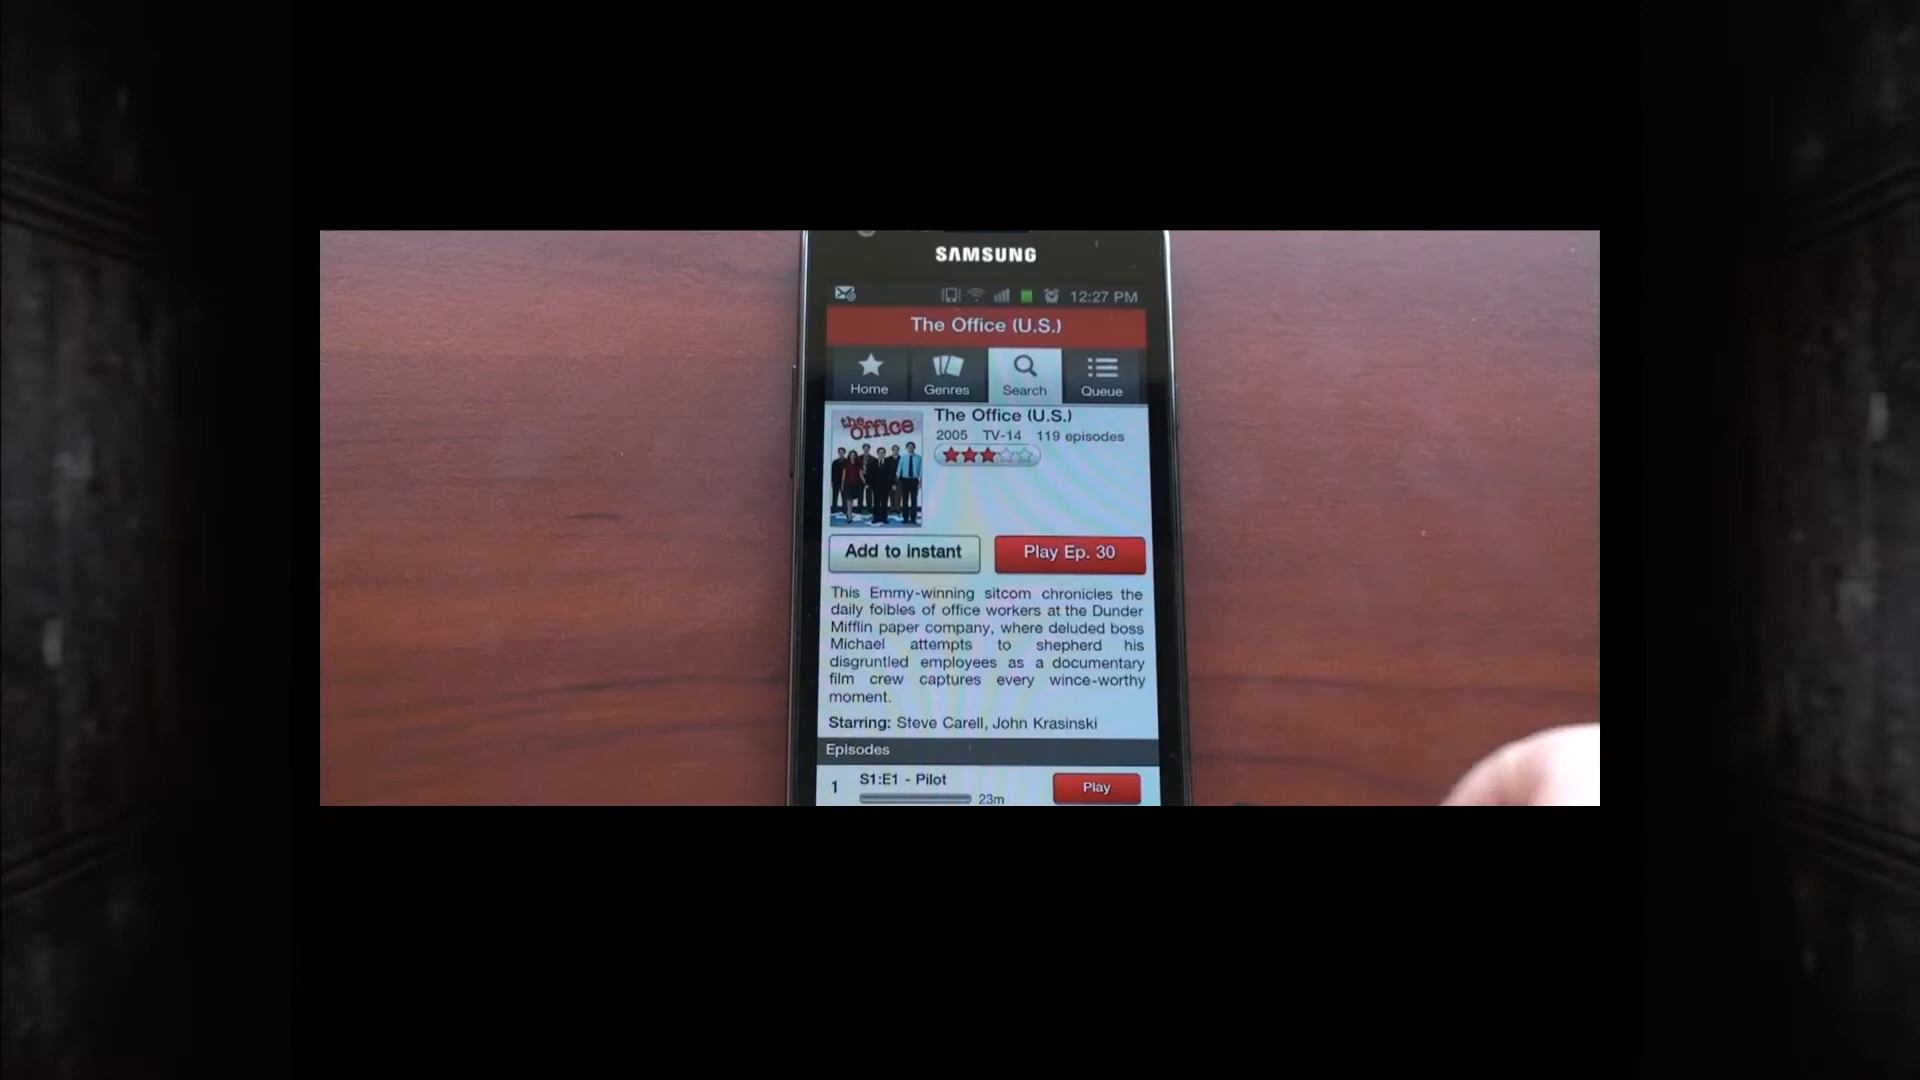 SAMSUNG
12:27 PM
The Office (U.S.)
Home Genres Search Queue
the office
The Office (U.S.)
2005 TV-14 119 episodes
Add to instant Play Ep. 30
This Emmy-winning sitcom chronicles the
daily foibles of office workers at the Dunder
Mifflin paper company, where deluded boss
Michael attempts to shepherd his
disgruntled employees as a documentary
film crew captures every wince-worthy
moment.
Starring: Steve Carell, John Krasinski
Episodes
1 S1:E1 - Pilot Play
23m